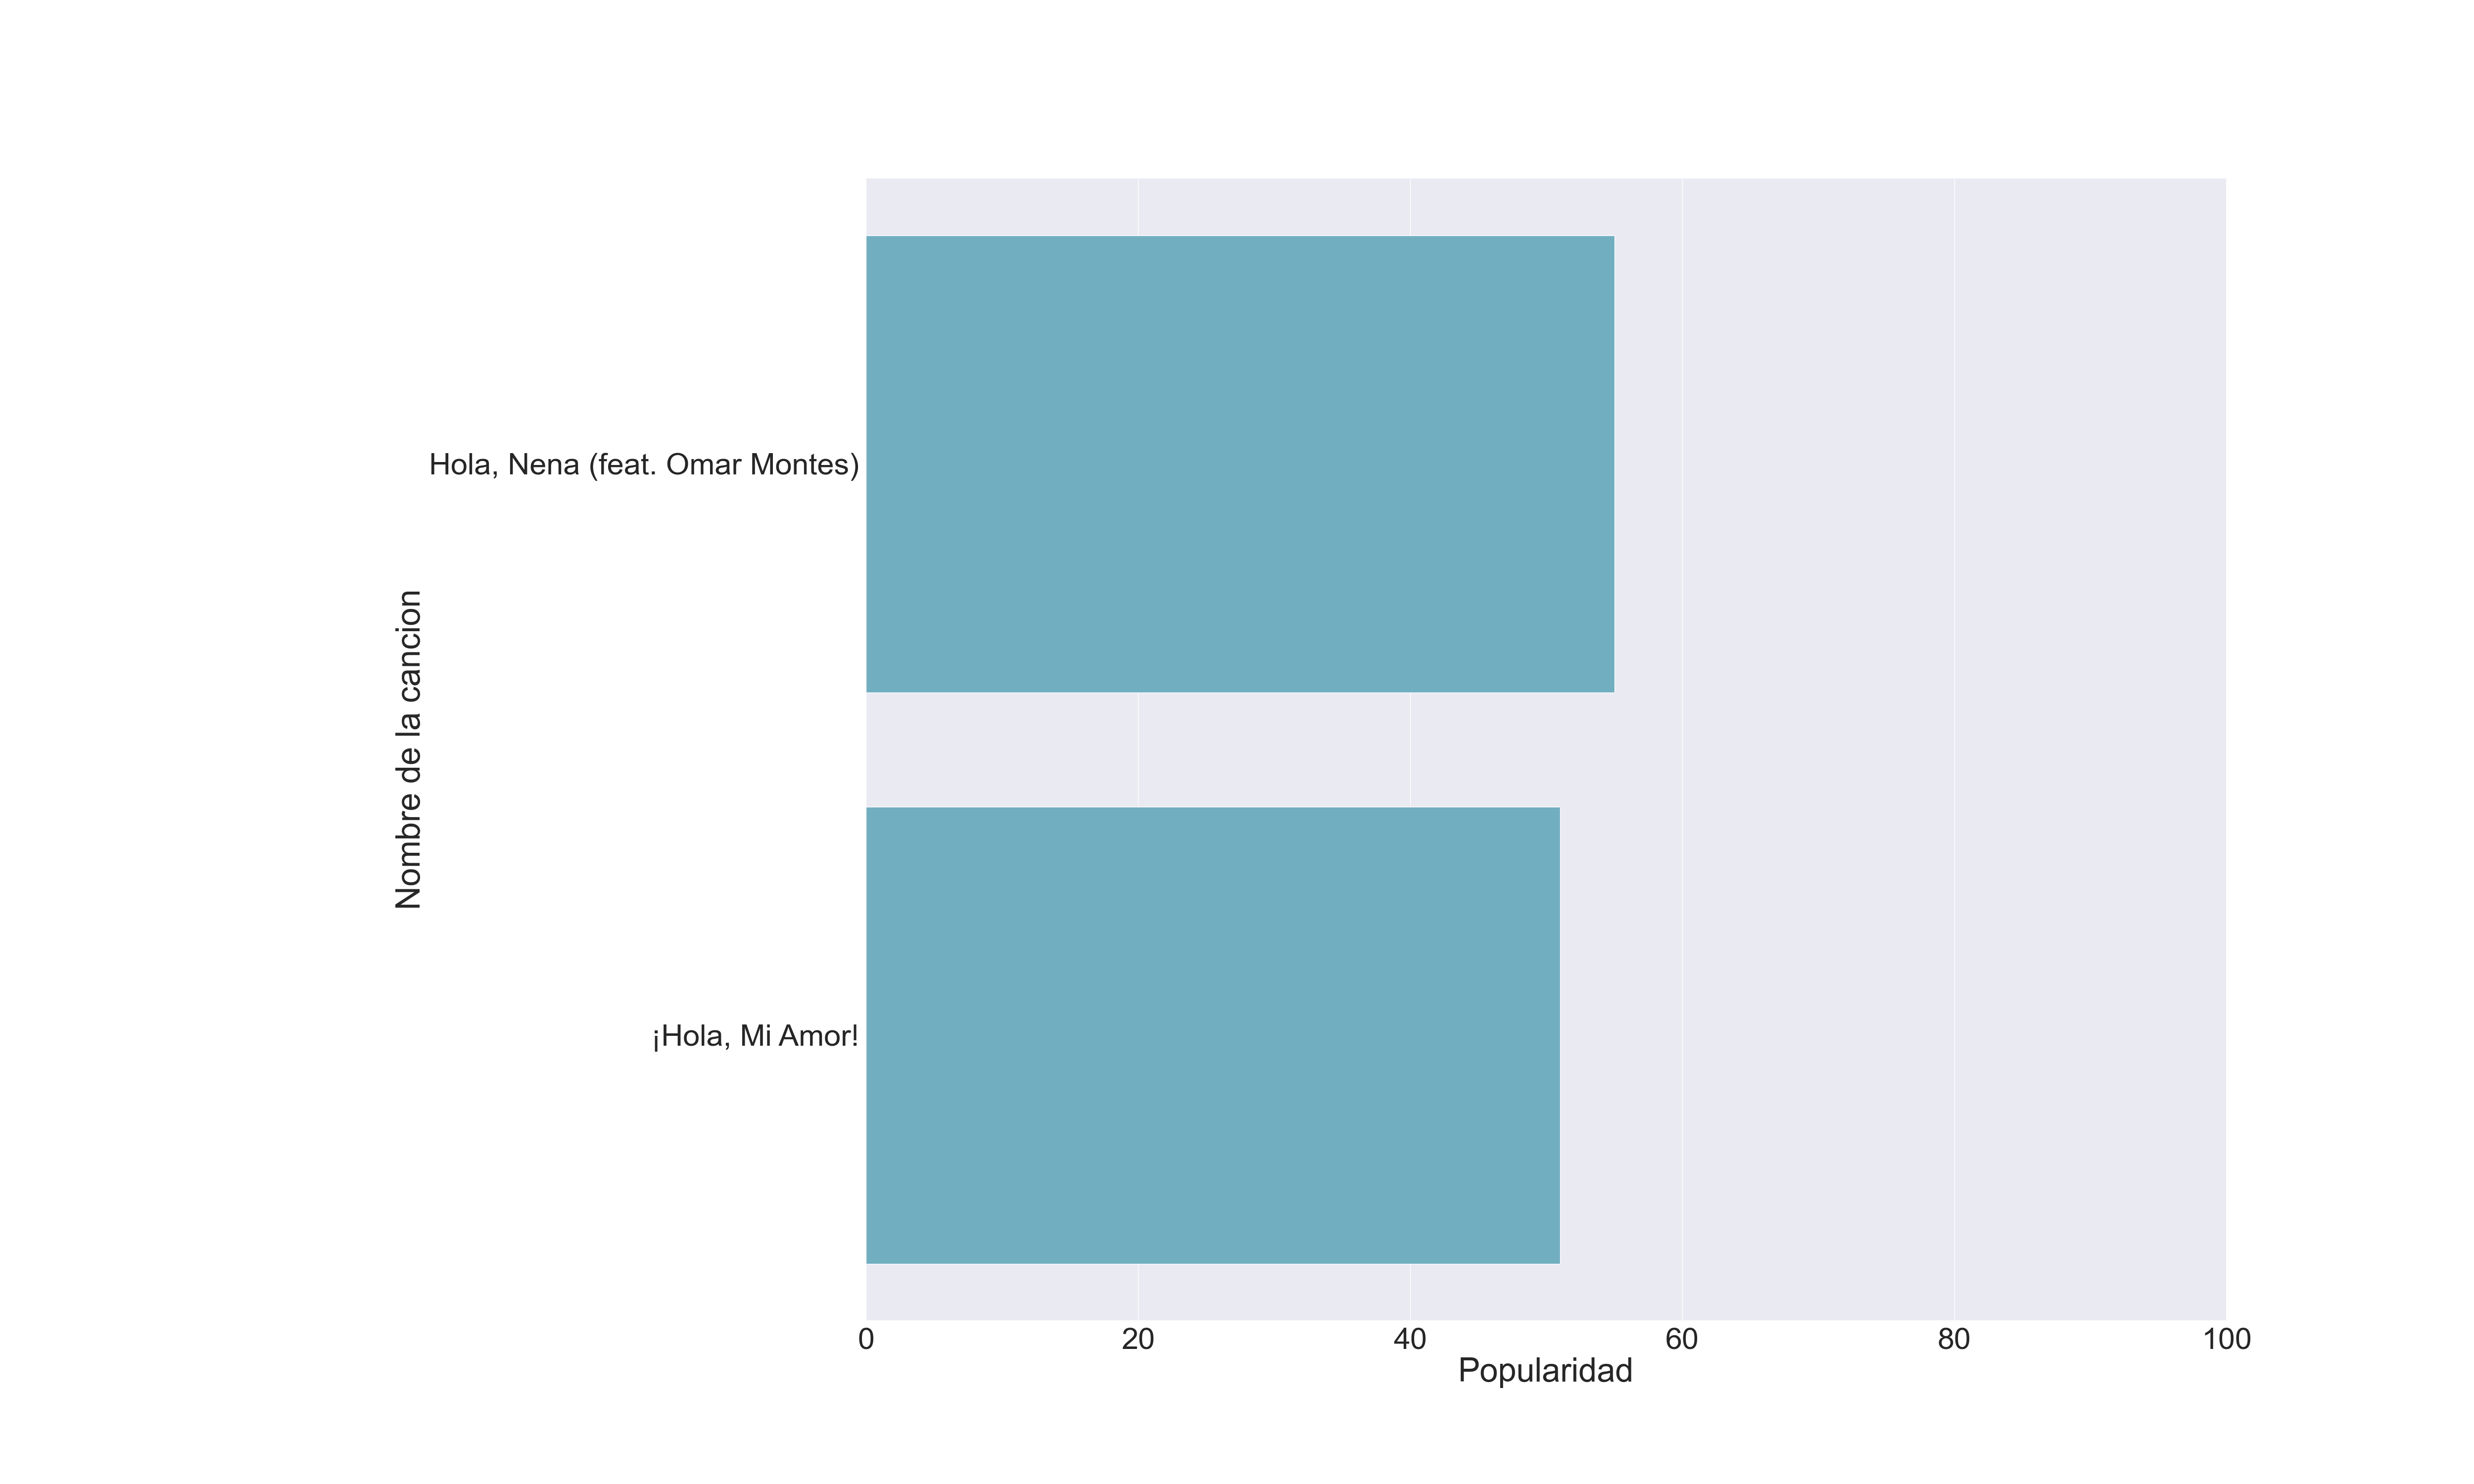 Hola, Nena (feat. Omar Montes)
Nombre de la cancion
¡Hola, Mi Amor!
0 20 40 60 80 100
Popularidad